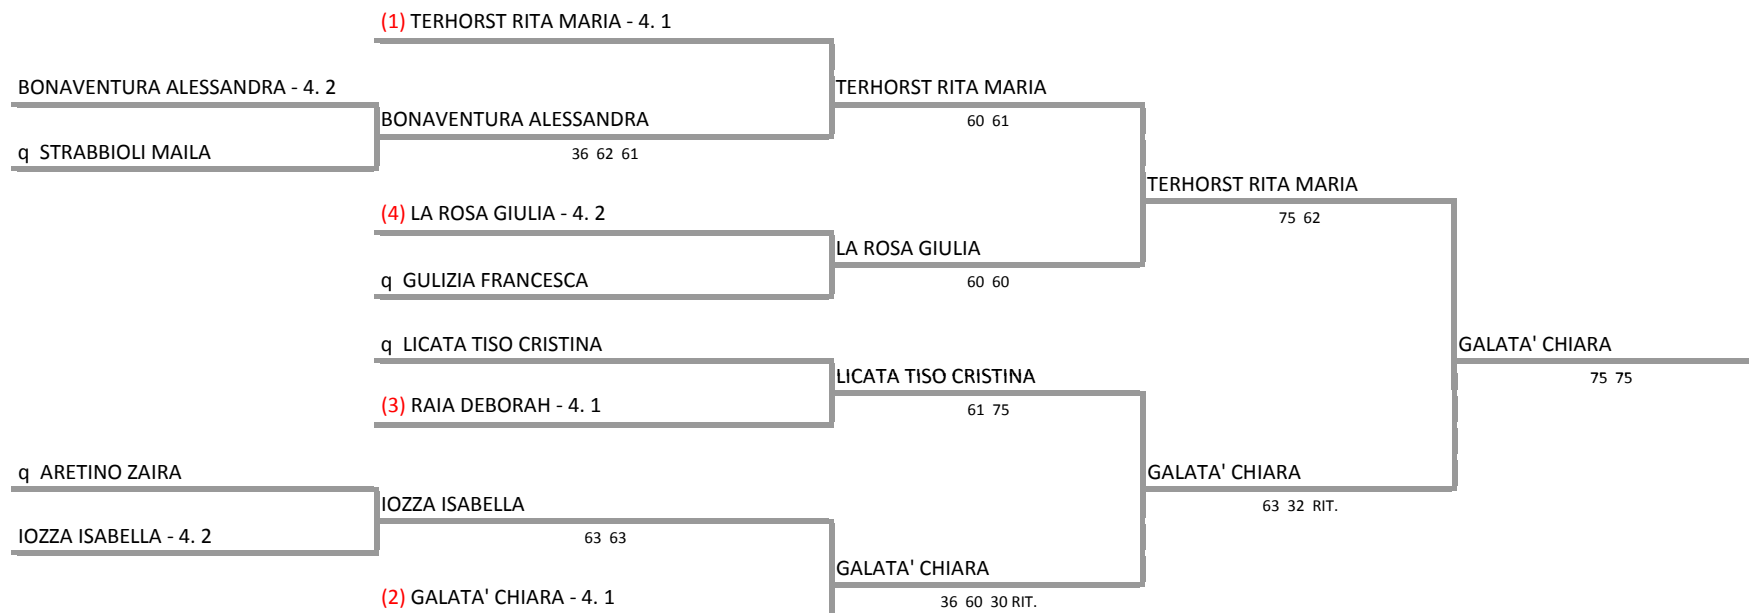 (1) TERHORST RITA MARIA - 4. 1
BONAVENTURA ALESSANDRA - 4. 2
TERHORST RITA MARIA
BONAVENTURA ALESSANDRA
60 61
q STRABBIOLI MAILA
36 62 61
TERHORST RITA MARIA
(4) LA ROSA GIULIA - 4. 2
75 62
LA ROSA GIULIA
q GULIZIA FRANCESCA
60 60
q LICATA TISO CRISTINA
GALATA' CHIARA
LICATA TISO CRISTINA
75 75
(3) RAIA DEBORAH - 4. 1
61 75
q ARETINO ZAIRA
GALATA' CHIARA
IOZZA ISABELLA
63 32 RIT.
IOZZA ISABELLA - 4. 2
63 63
GALATA' CHIARA
(2) GALATA' CHIARA - 4. 1
36 60 30 RIT.